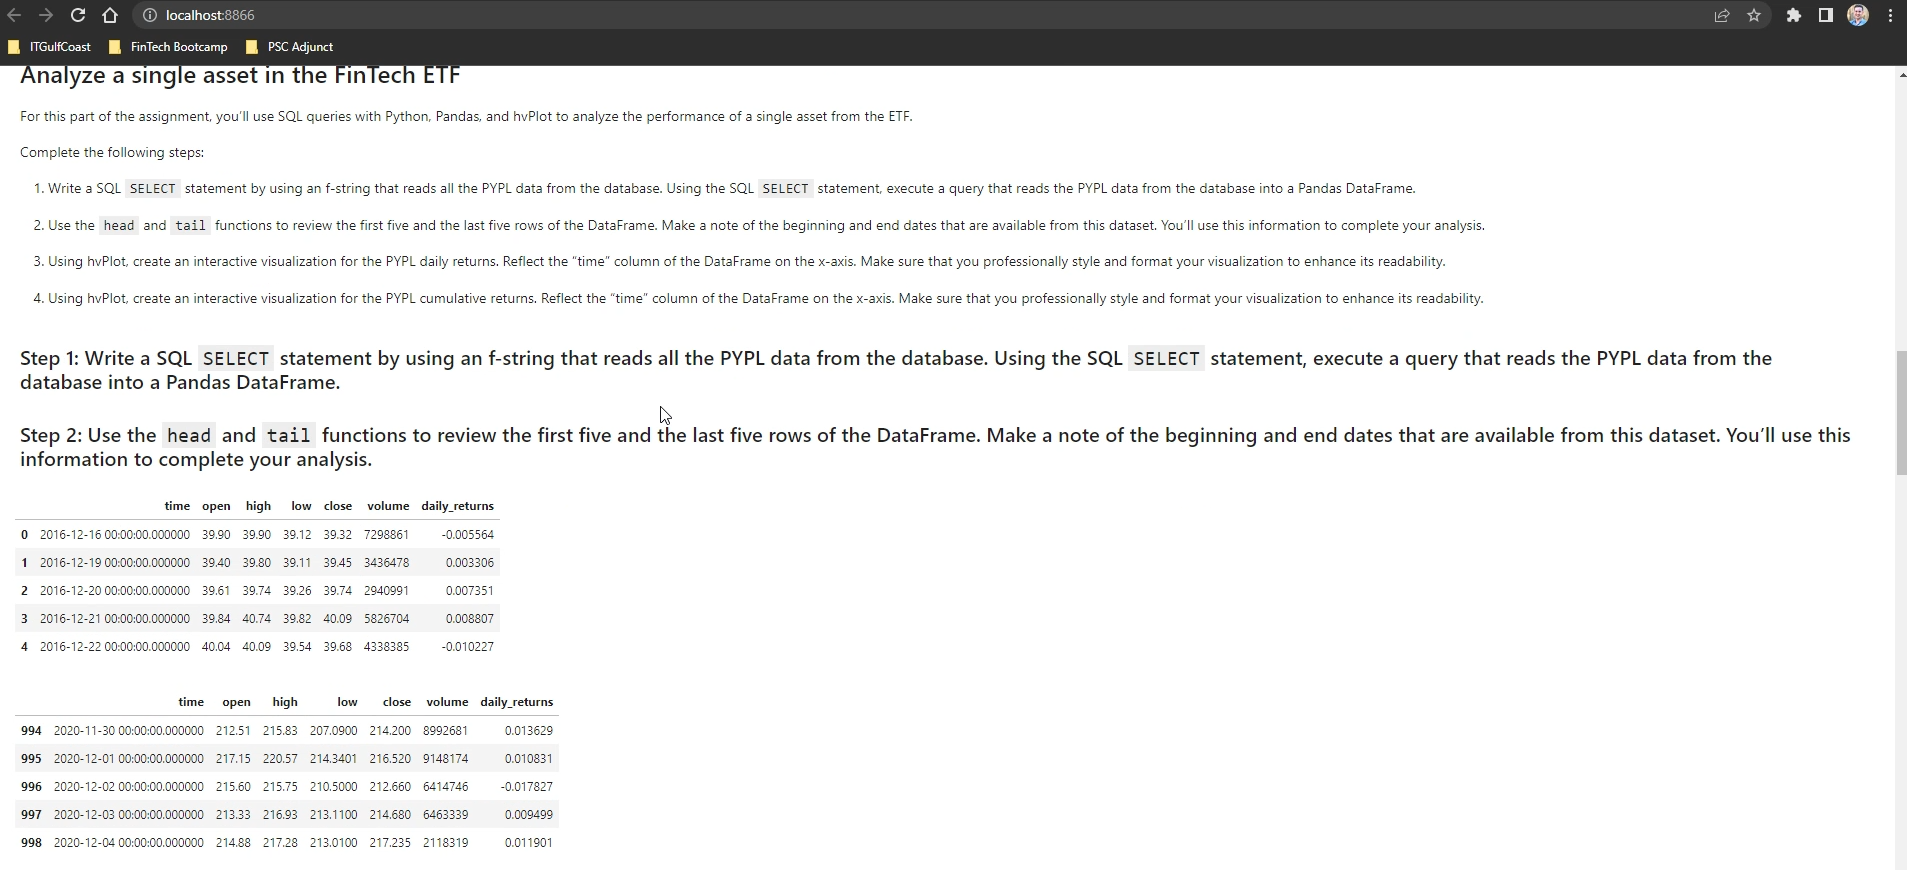 localhost:8866
ITGulfCoast FinTech Bootcamp PSC Adjunct
Analyze a single asset in the FinTech ETF
For this part of the assignment, you'll use SQL queries with Python, Pandas, and hvPlot to analyze the performance of a single asset from the ETF.
Complete the following steps:
1. Write a SQL SELECT statement by using an f-string that reads all the PYPL data from the database. Using the SQL SELECT statement, execute a query that reads the PYPL data from the database into a Pandas DataFrame.
2. Use the head and tail functions to review the first five and the last five rows of the DataFrame. Make a note of the beginning and end dates that are available from this dataset. You'll use this information to complete your analysis.
3. Using hvPlot, create an interactive visualization for the PYPL daily returns. Reflect the “time” column of the DataFrame on the x-axis. Make sure that you professionally style and format your visualization to enhance its readability.
4. Using hvPlot, create an interactive visualization for the PYPL cumulative returns. Reflect the “time” column of the DataFrame on the x-axis. Make sure that you professionally style and format your visualization to enhance its readability.
Step 1: Write a SQL SELECT statement by using an f-string that reads all the PYPL data from the database. Using the SQL SELECT statement, execute a query that reads the PYPL data from the
database into a Pandas DataFrame.
Step 2: Use the head and tail functions to review the first five and the last five rows of the DataFrame. Make a note of the beginning and end dates that are available from this dataset. You'll use this
information to complete your analysis.
time open high low close volume daily_returns
0 2016-12-16 00:00:00.000000 39.90 39.90 39.12 39.32 7298861 -0.005564
1 2016-12-19 00:00:00.000000 39.40 39.80 39.11 39.45 3436478 0.003306
2 2016-12-20 00:00:00.000000 39.61 39.74 39.26 39.74 2940991 0.007351
3 2016-12-21 00:00:00.000000 39.84 40.74 39.82 40.09 5826704 0.008807
4 2016-12-22 00:00:00.000000 40.04 40.09 39.54 39.68 4338385 -0.010227
time open high low close volume daily_returns
994 2020-11-30 00:00:00.000000 212.51 215.83 207.0900 214.200 8992681 0.013629
995 2020-12-01 00:00:00.000000 217.15 220.57 214.3401 216.520 9148174 0.010831
996 2020-12-02 00:00:00.000000 215.60 215.75 210.5000 212.660 6414746 -0.017827
997 2020-12-03 00:00:00.000000 213.33 216.93 213.1100 214.680 6463339 0.009499
998 2020-12-04 00:00:00.000000 214.88 217.28 213.0100 217.235 2118319 0.011901